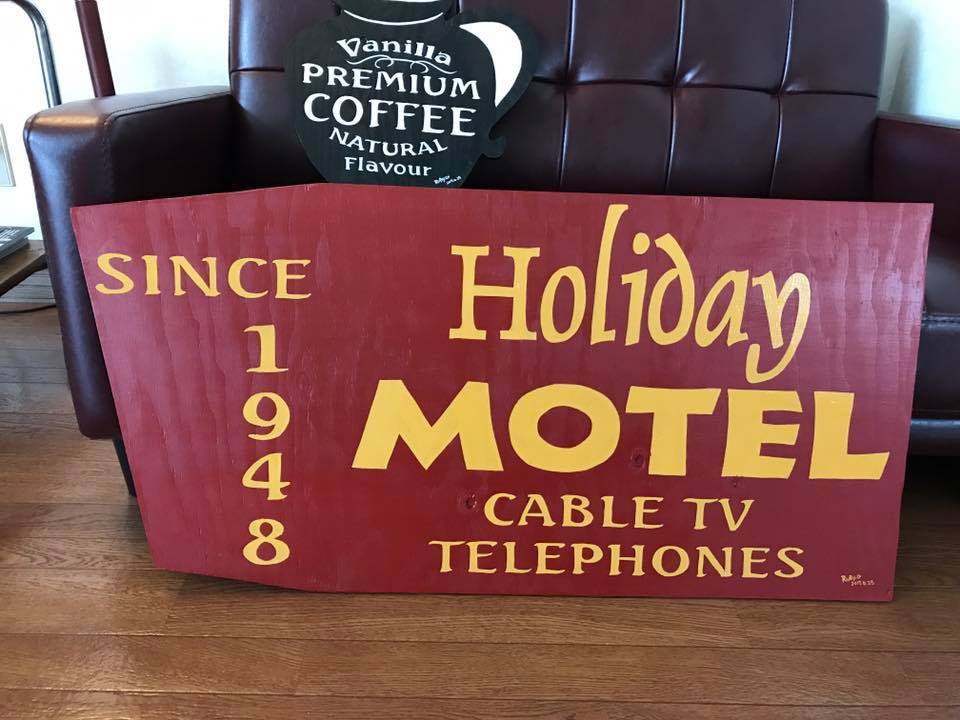 Vanilla
PREMIUM
COFFEE
NATURAL
Flavour
SINCE
1
9
4
8
Holiday
MOTEL
CABLE TV
TELEPHONES